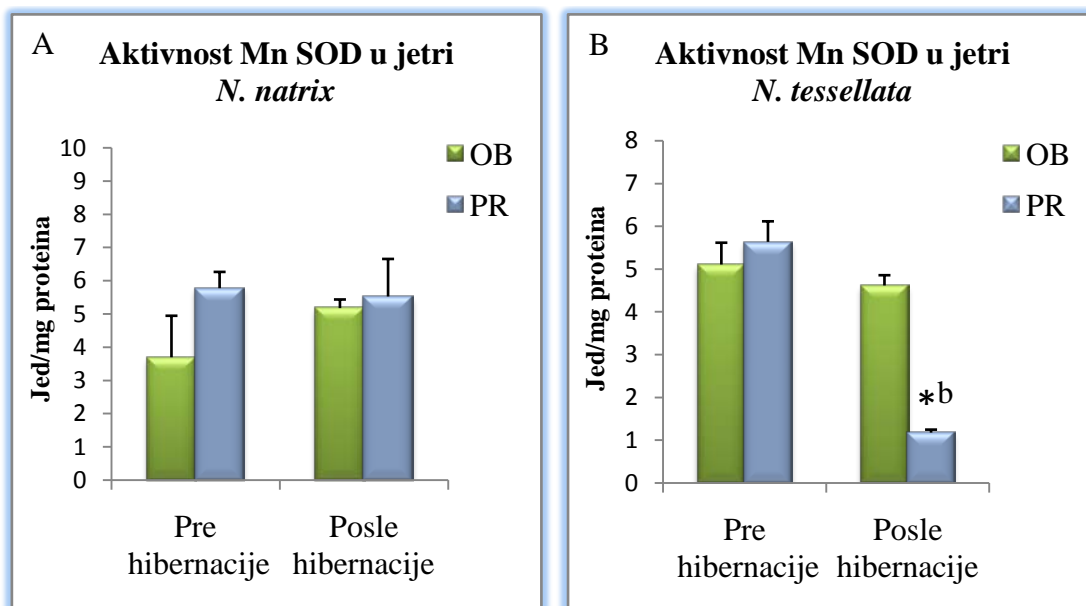 A
Aktivnost Mn SOD u jetri
N. natrix
Jed/mg proteina
10
9
8
7
6
5
4
3
2
1
0
OB
PR
Pre
hibernacije
Posle
hibernacije
B
Aktivnost Mn SOD u jetri
N. tessellata
Jed/mg proteina
8
7
6
5
4
3
2
1
0
OB
PR
*b
Pre
hibernacije
Posle
hibernacije